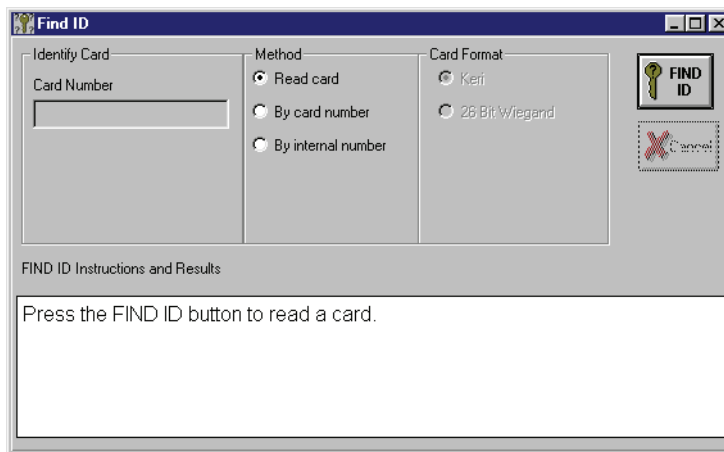 Find ID
Identify Card
Card Number
Method
Read card
By card number
By internal number
Card Format
Keri
26 Bit Wiegand
FIND
ID
Cancel
FIND ID Instructions and Results
Press the FIND ID button to read a card.